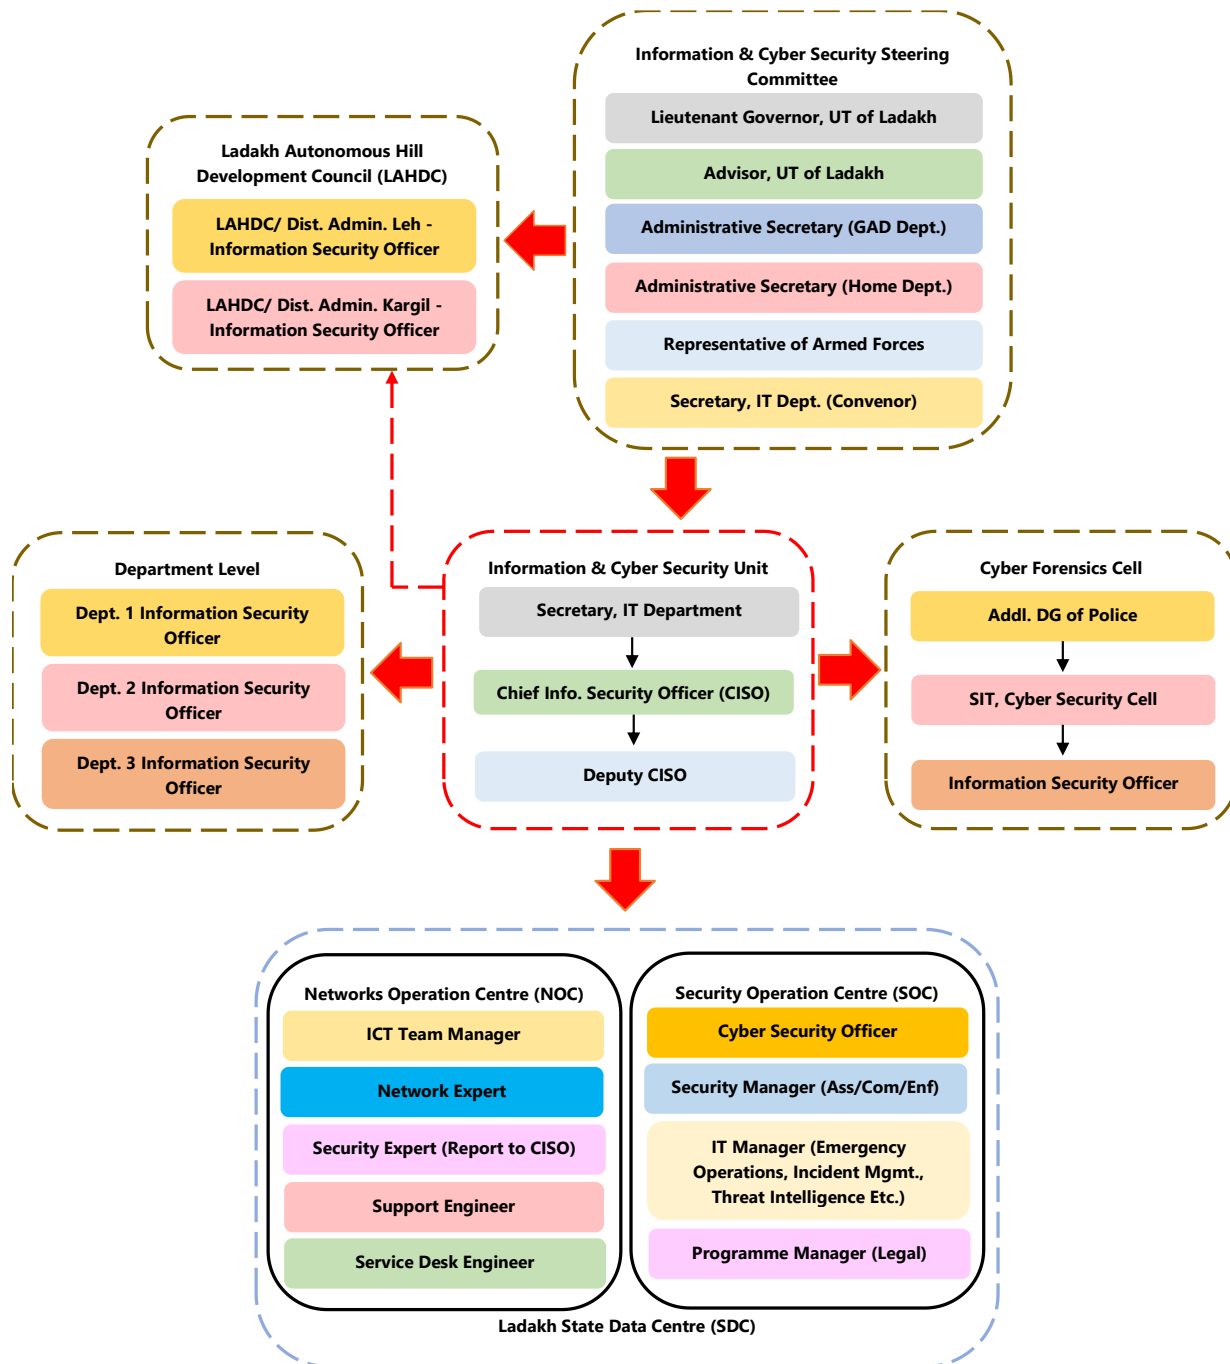 Information & Cyber Security Steering
Committee
Lieutenant Governor, UT of Ladakh
Advisor, UT of Ladakh
Administrative Secretary (GAD Dept.)
Administrative Secretary (Home Dept.)
Representative of Armed Forces
Secretary, IT Dept. (Convenor)
Ladakh Autonomous Hill
Development Council (LAHDC)
LAHDC/ Dist. Admin. Leh -
Information Security Officer
LAHDC/ Dist. Admin. Kargil -
Information Security Officer
Department Level
Dept. 1 Information Security
Officer
Dept. 2 Information Security
Officer
Dept. 3 Information Security
Officer
Information & Cyber Security Unit
Secretary, IT Department
Chief Info. Security Officer (CISO)
Deputy CISO
Cyber Forensics Cell
Addl. DG of Police
SIT, Cyber Security Cell
Information Security Officer
Networks Operation Centre (NOC)
ICT Team Manager
Network Expert
Security Expert (Report to CISO)
Support Engineer
Service Desk Engineer
Security Operation Centre (SOC)
Cyber Security Officer
Security Manager (Ass/Com/Enf)
IT Manager (Emergency
Operations, Incident Mgmt.,
Threat Intelligence Etc.)
Programme Manager (Legal)
Ladakh State Data Centre (SDC)